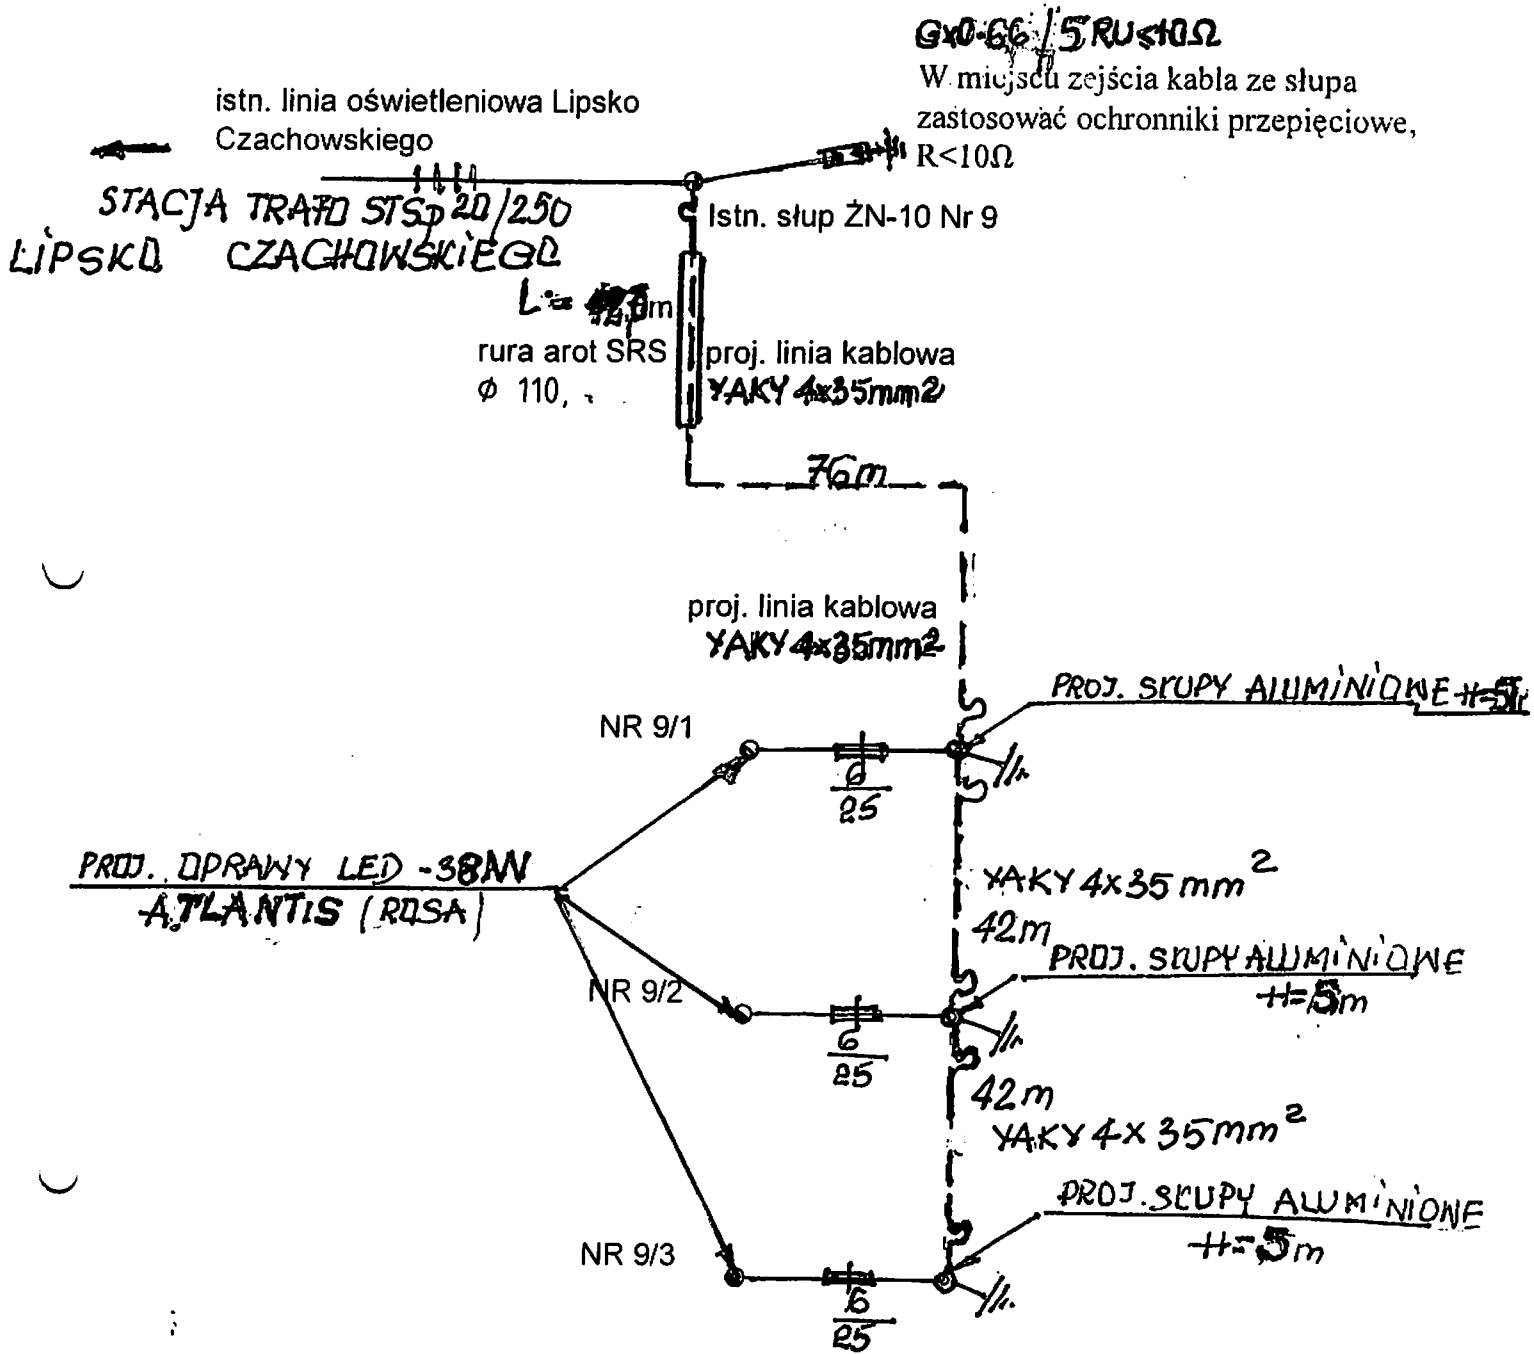 GXO-66/5 RU≤10Ω
W miejscu zejścia kabla ze słupa
zastosować ochronniki przepięciowe,
R<10Ω
istn. linia oświetleniowa Lipsko
Czachowskiego
STACJA TRAFO STSp 20/250
LIPSKO CZACHOWSKIEGO
Istn. słup ŻN-10 Nr 9
L= m
rura arot SRS
ϕ 110,
proj. linia kablowa
YAKY 4x35mm2
76m
proj. linia kablowa
YAKY 4x35mm2
PROJ. SŁUPY ALUMINIOWE H=5
NR 9/1
6
25
PROJ. OPRAWY LED -38W
ATLANTIS (ROSA)
YAKY 4x35 mm2
42m
PROJ. SŁUPY ALUMINIOWE
H=5m
NR 9/2
6
25
42m
YAKY 4x35mm2
PROJ. SŁUPY ALUMINIOWE
H=5m
NR 9/3
6
25